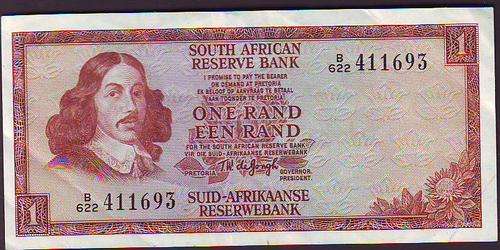 SOUTH AFRICAN
RESERVE BANK
1
B/622 411693
I PROMISE TO PAY THE BEARER
ON DEMAND AT PRETORIA
EK BELOOF OP AANVRAAG TE BETAAL
AAN TOONDER TE PRETORIA
ONE RAND
EEN RAND
FOR THE SOUTH AFRICAN RESERVE BANK
VIR DIE SUID-AFRIKAANSE RESERWEBANK
PRETORIA T.W. de Jongh GOVERNOR.
PRESIDENT.
B/622 411693
SUID-AFRIKAANSE
RESERWEBANK
1